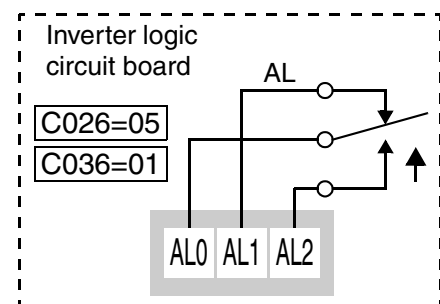 Inverter logic
circuit board
AL
C026=05
C036=01
AL0 AL1 AL2